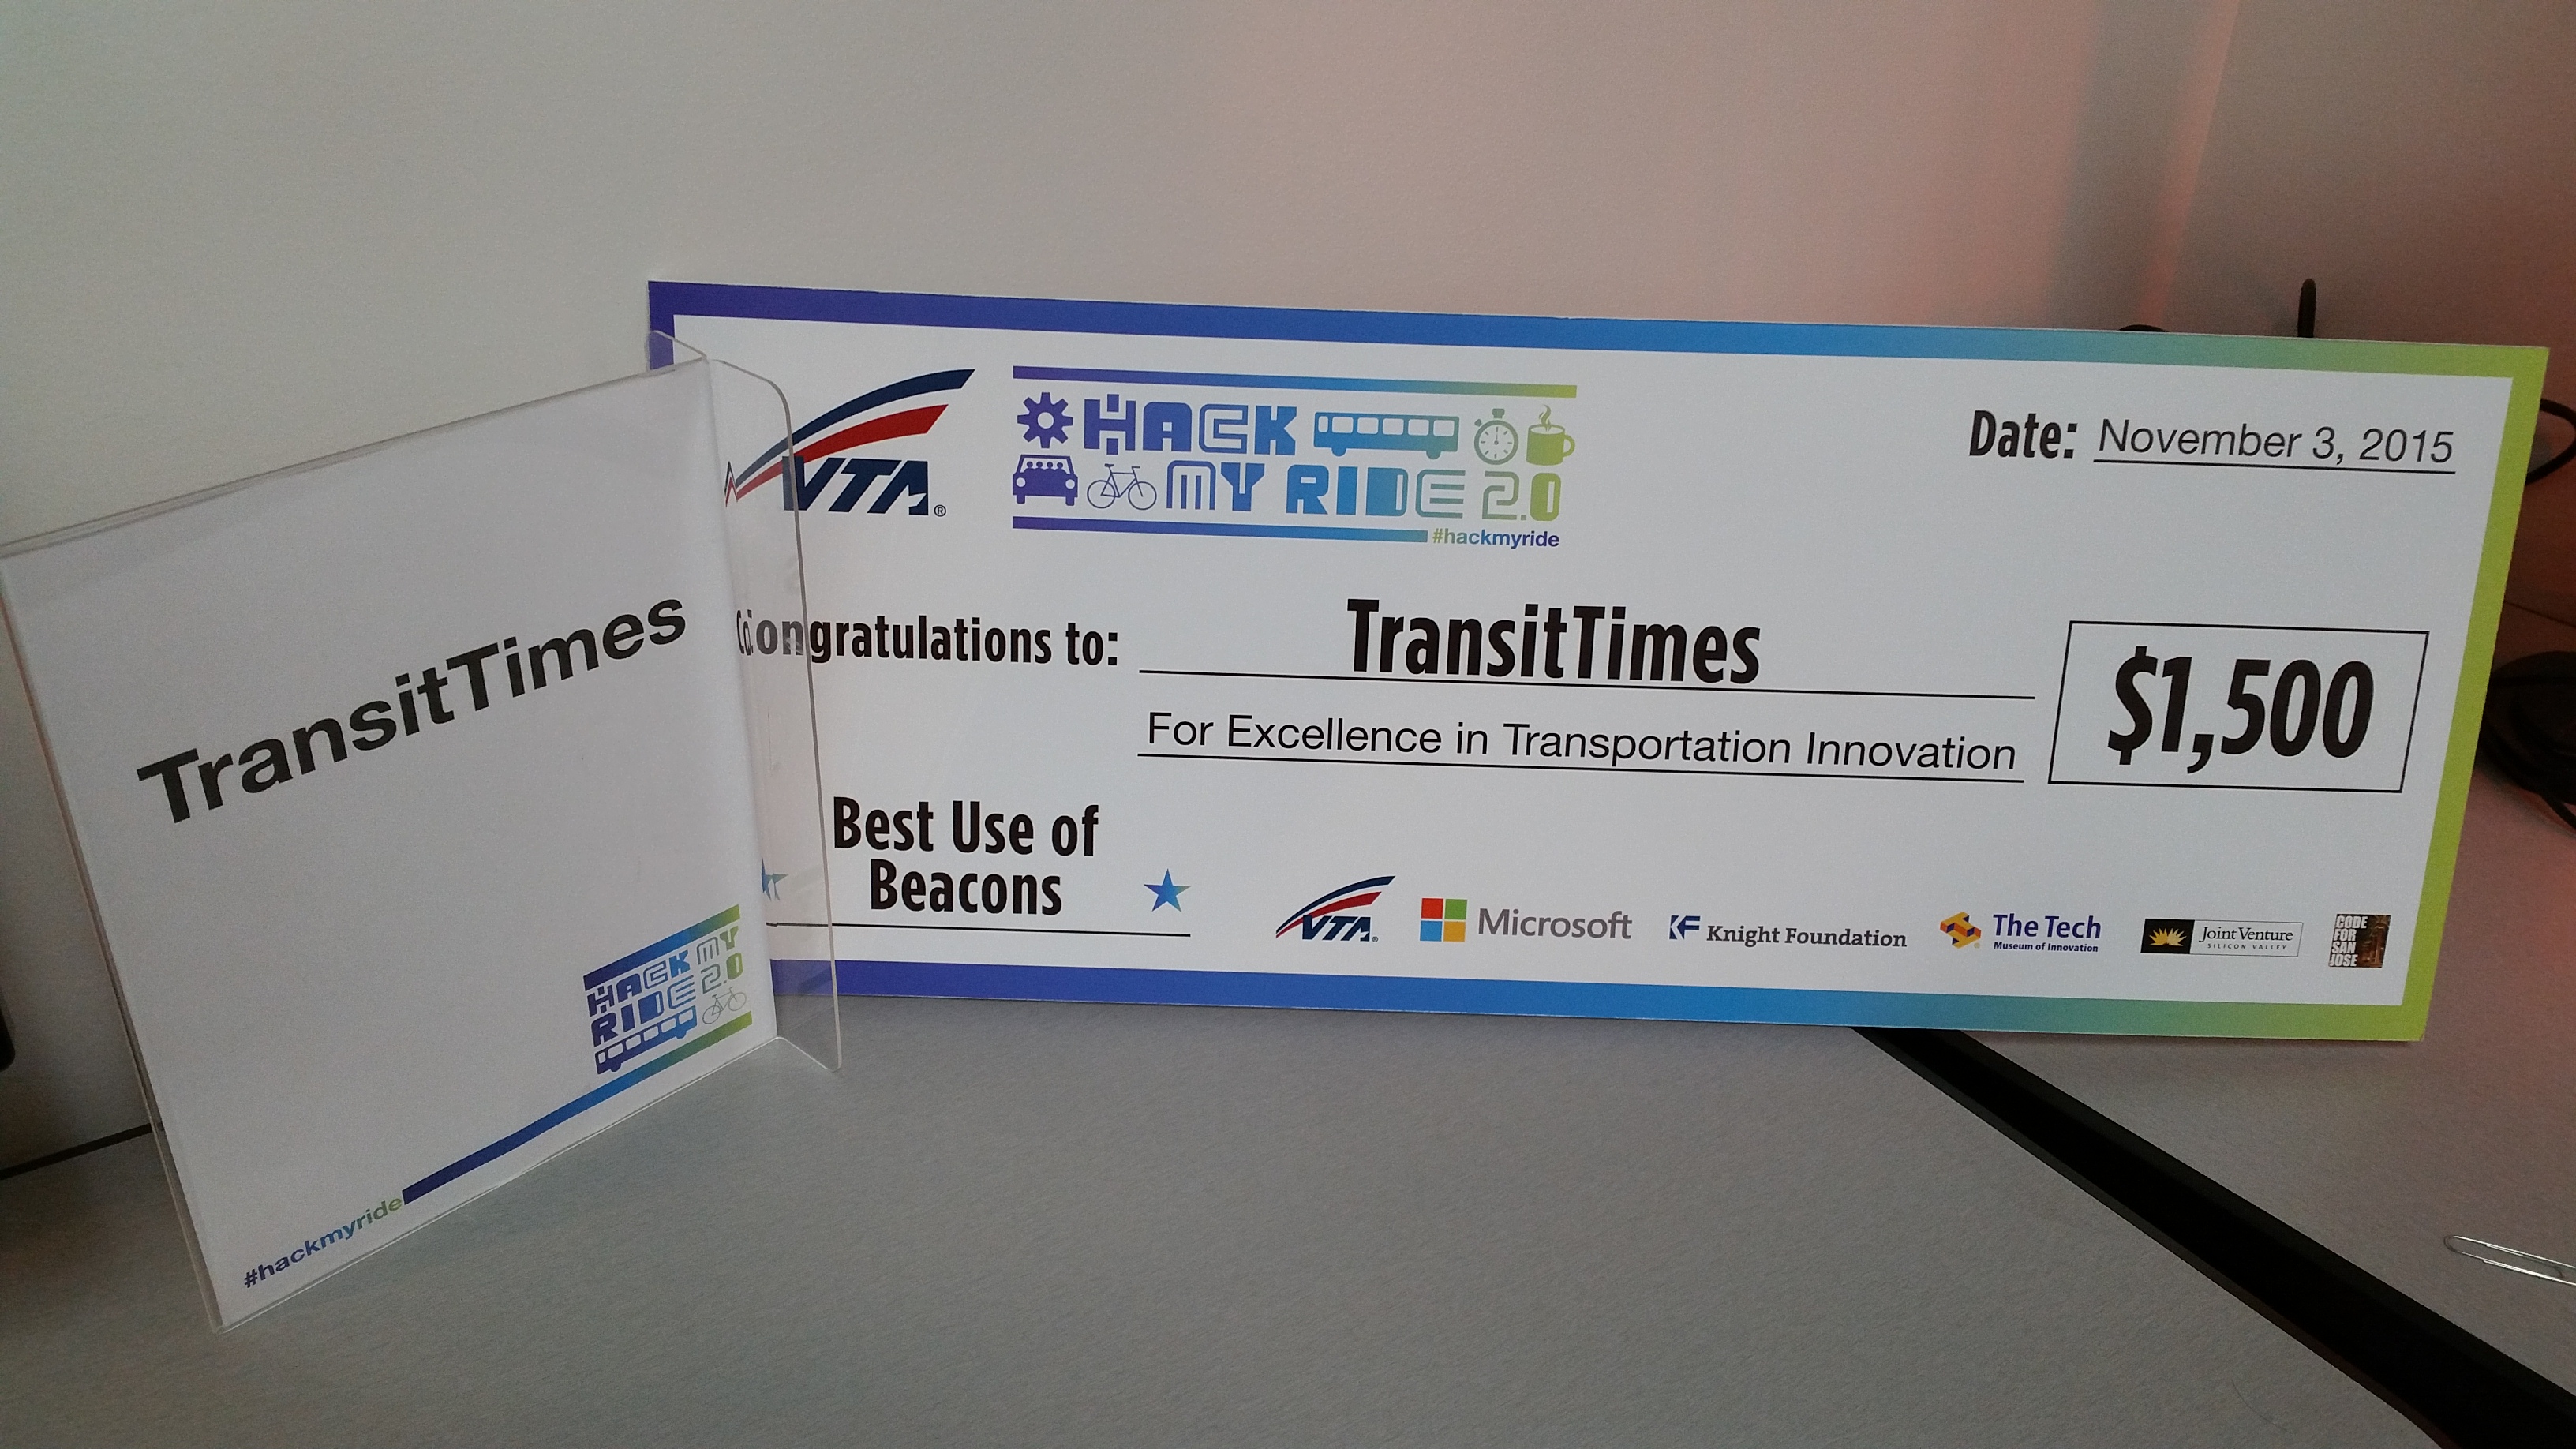 TransitTimes
HACK MY
RIDE 2.0
#hackmyride
VTA®
HACK
MY RIDE 2.0
#hackmyride
Date: November 3, 2015
Congratulations to: TransitTimes
For Excellence in Transportation Innovation
$1,500
Best Use of
Beacons
VTA
Microsoft
KF Knight Foundation
The Tech
Museum of Innovation
Joint Venture
SILICON VALLEY
CODE
FOR
SAN
JOSE